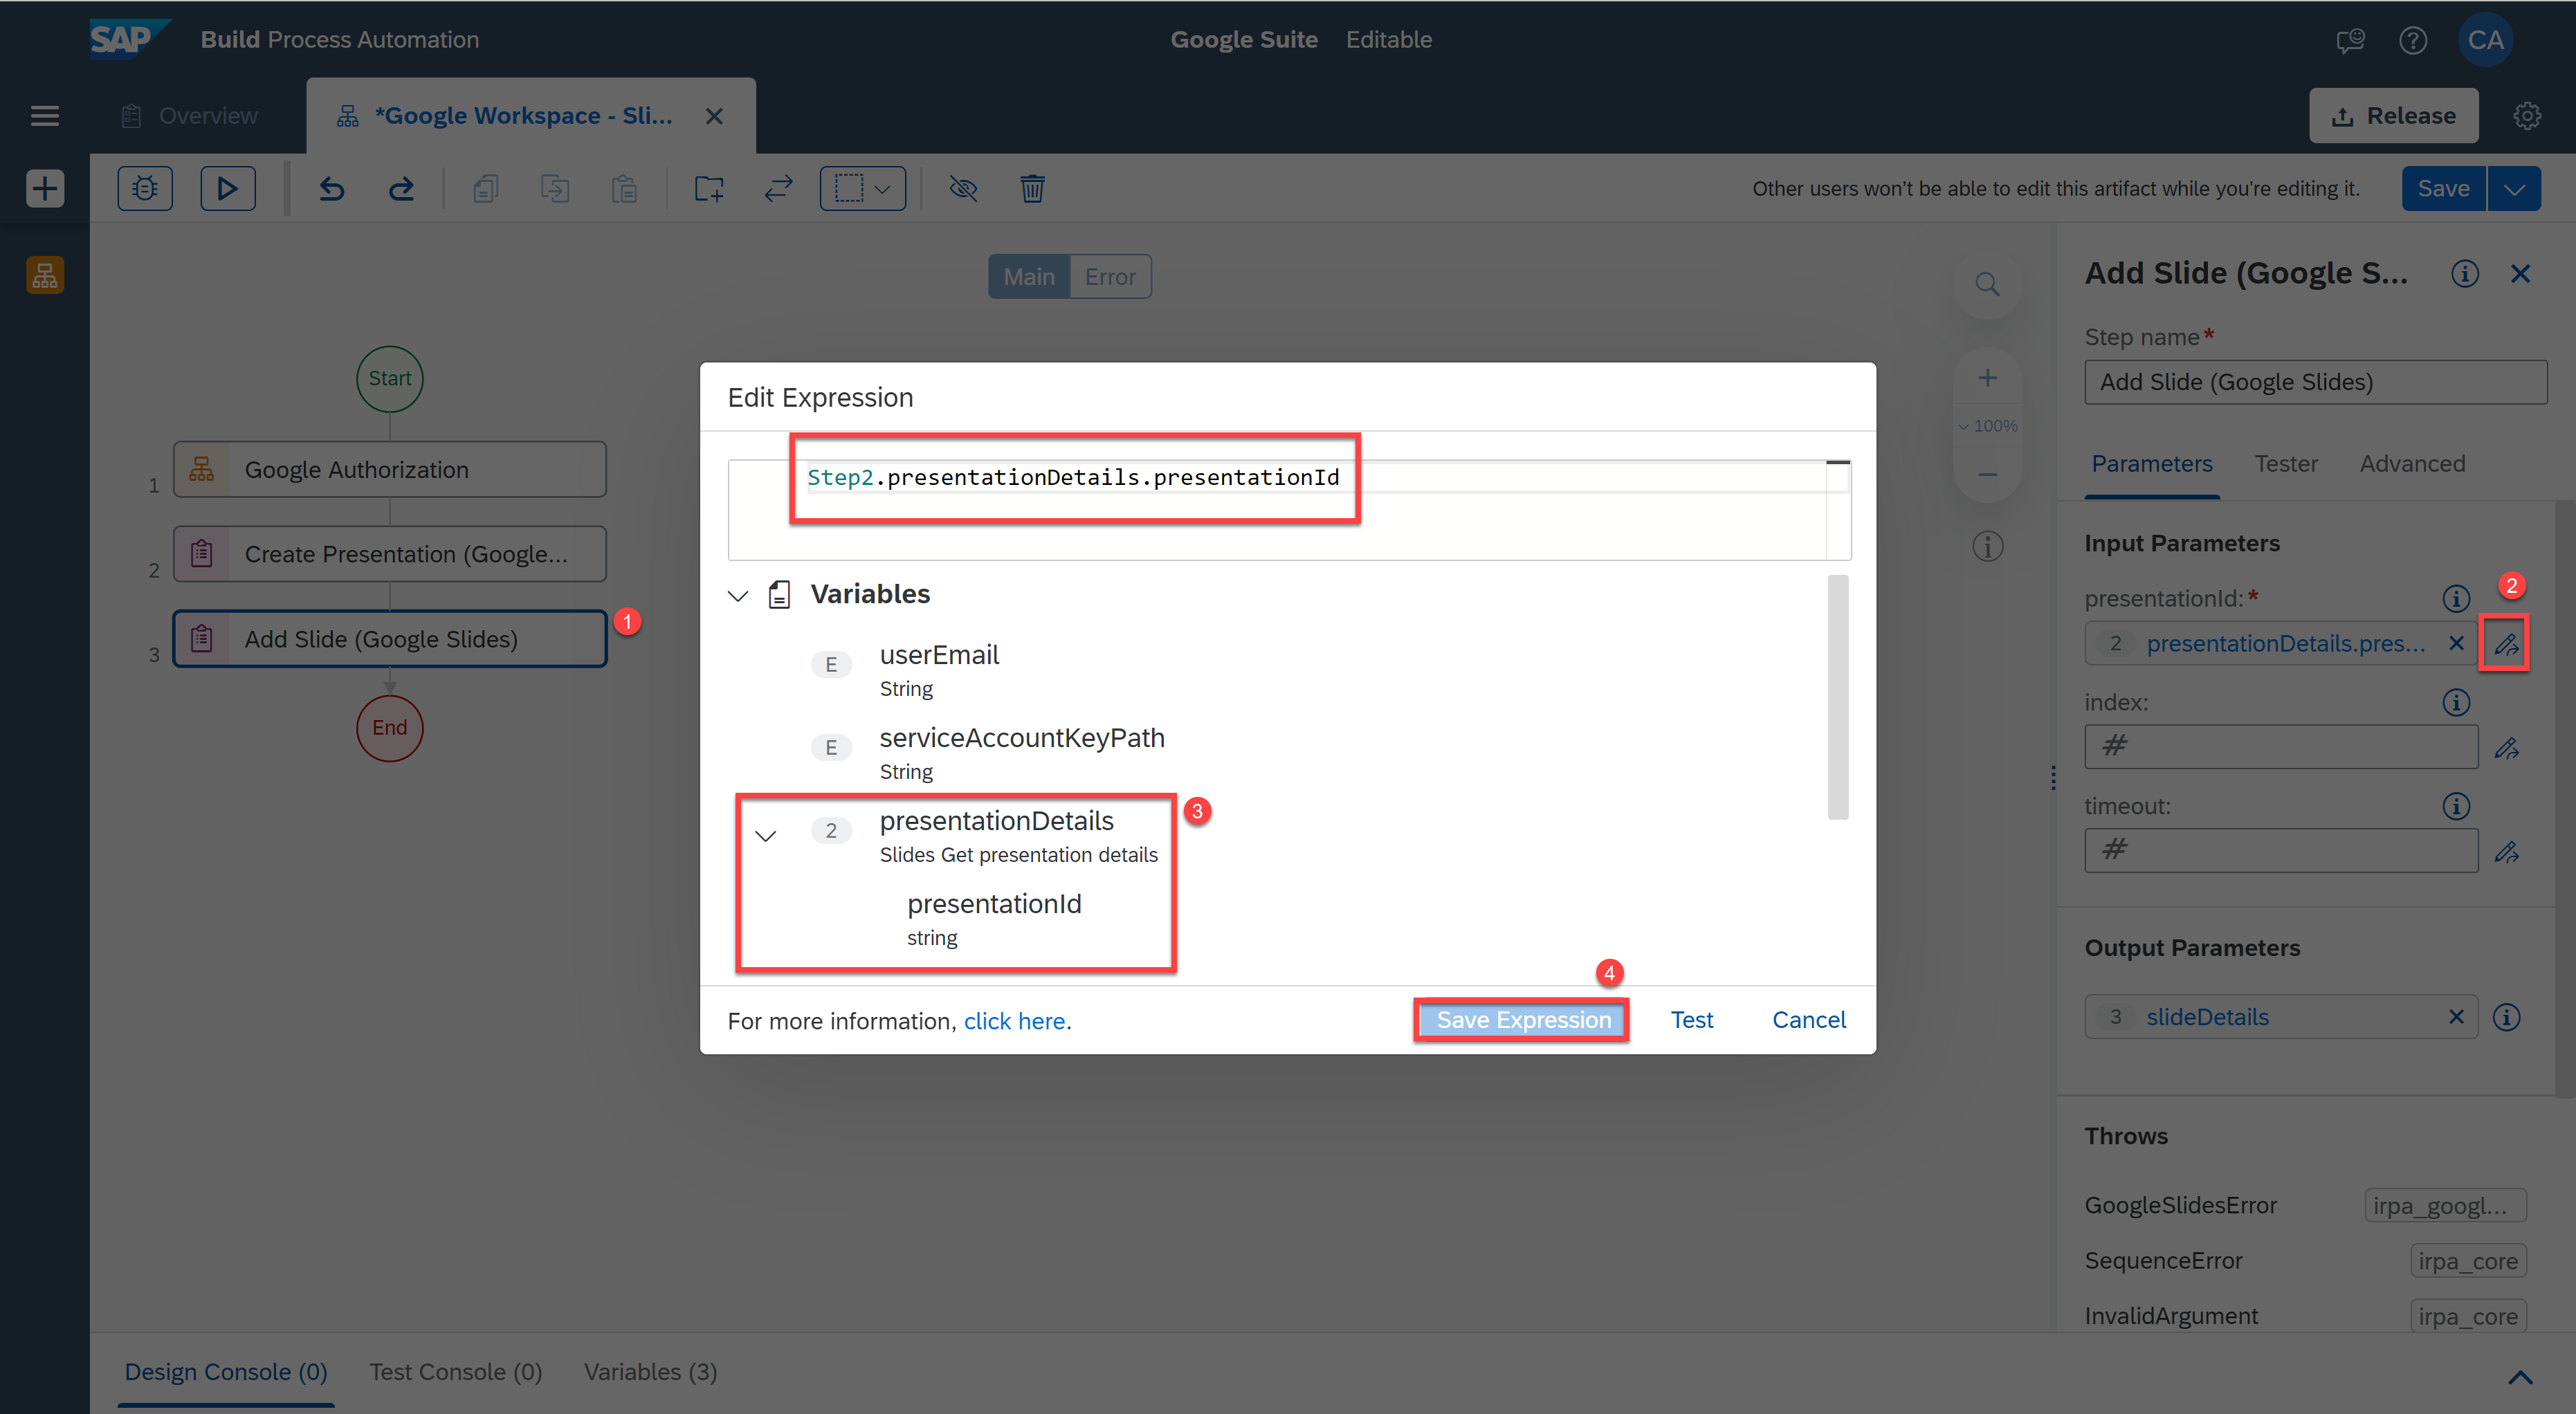 SAP Build Process Automation
Google Suite Editable
CA
Overview
*Google Workspace - Sli...
Release
Other users won't be able to edit this artifact while you're editing it.
Save
Main
Error
Start
1
Google Authorization
2
Create Presentation (Google...
3
Add Slide (Google Slides)
1
End
100%
Edit Expression
Step2.presentationDetails.presentationId
Variables
E
userEmail
String
E
serviceAccountKeyPath
String
2
presentationDetails
Slides Get presentation details
3
presentationId
string
For more information, click here.
4
Save Expression
Test
Cancel
Add Slide (Google S...
Step name*
Add Slide (Google Slides)
Parameters
Tester
Advanced
Input Parameters
presentationId:*
2
2 presentationDetails.pres...
index:
#
timeout:
#
Output Parameters
3 slideDetails
Throws
GoogleSlidesError irpa_googl...
SequenceError irpa_core
InvalidArgument irpa_core
Design Console (0)
Test Console (0)
Variables (3)